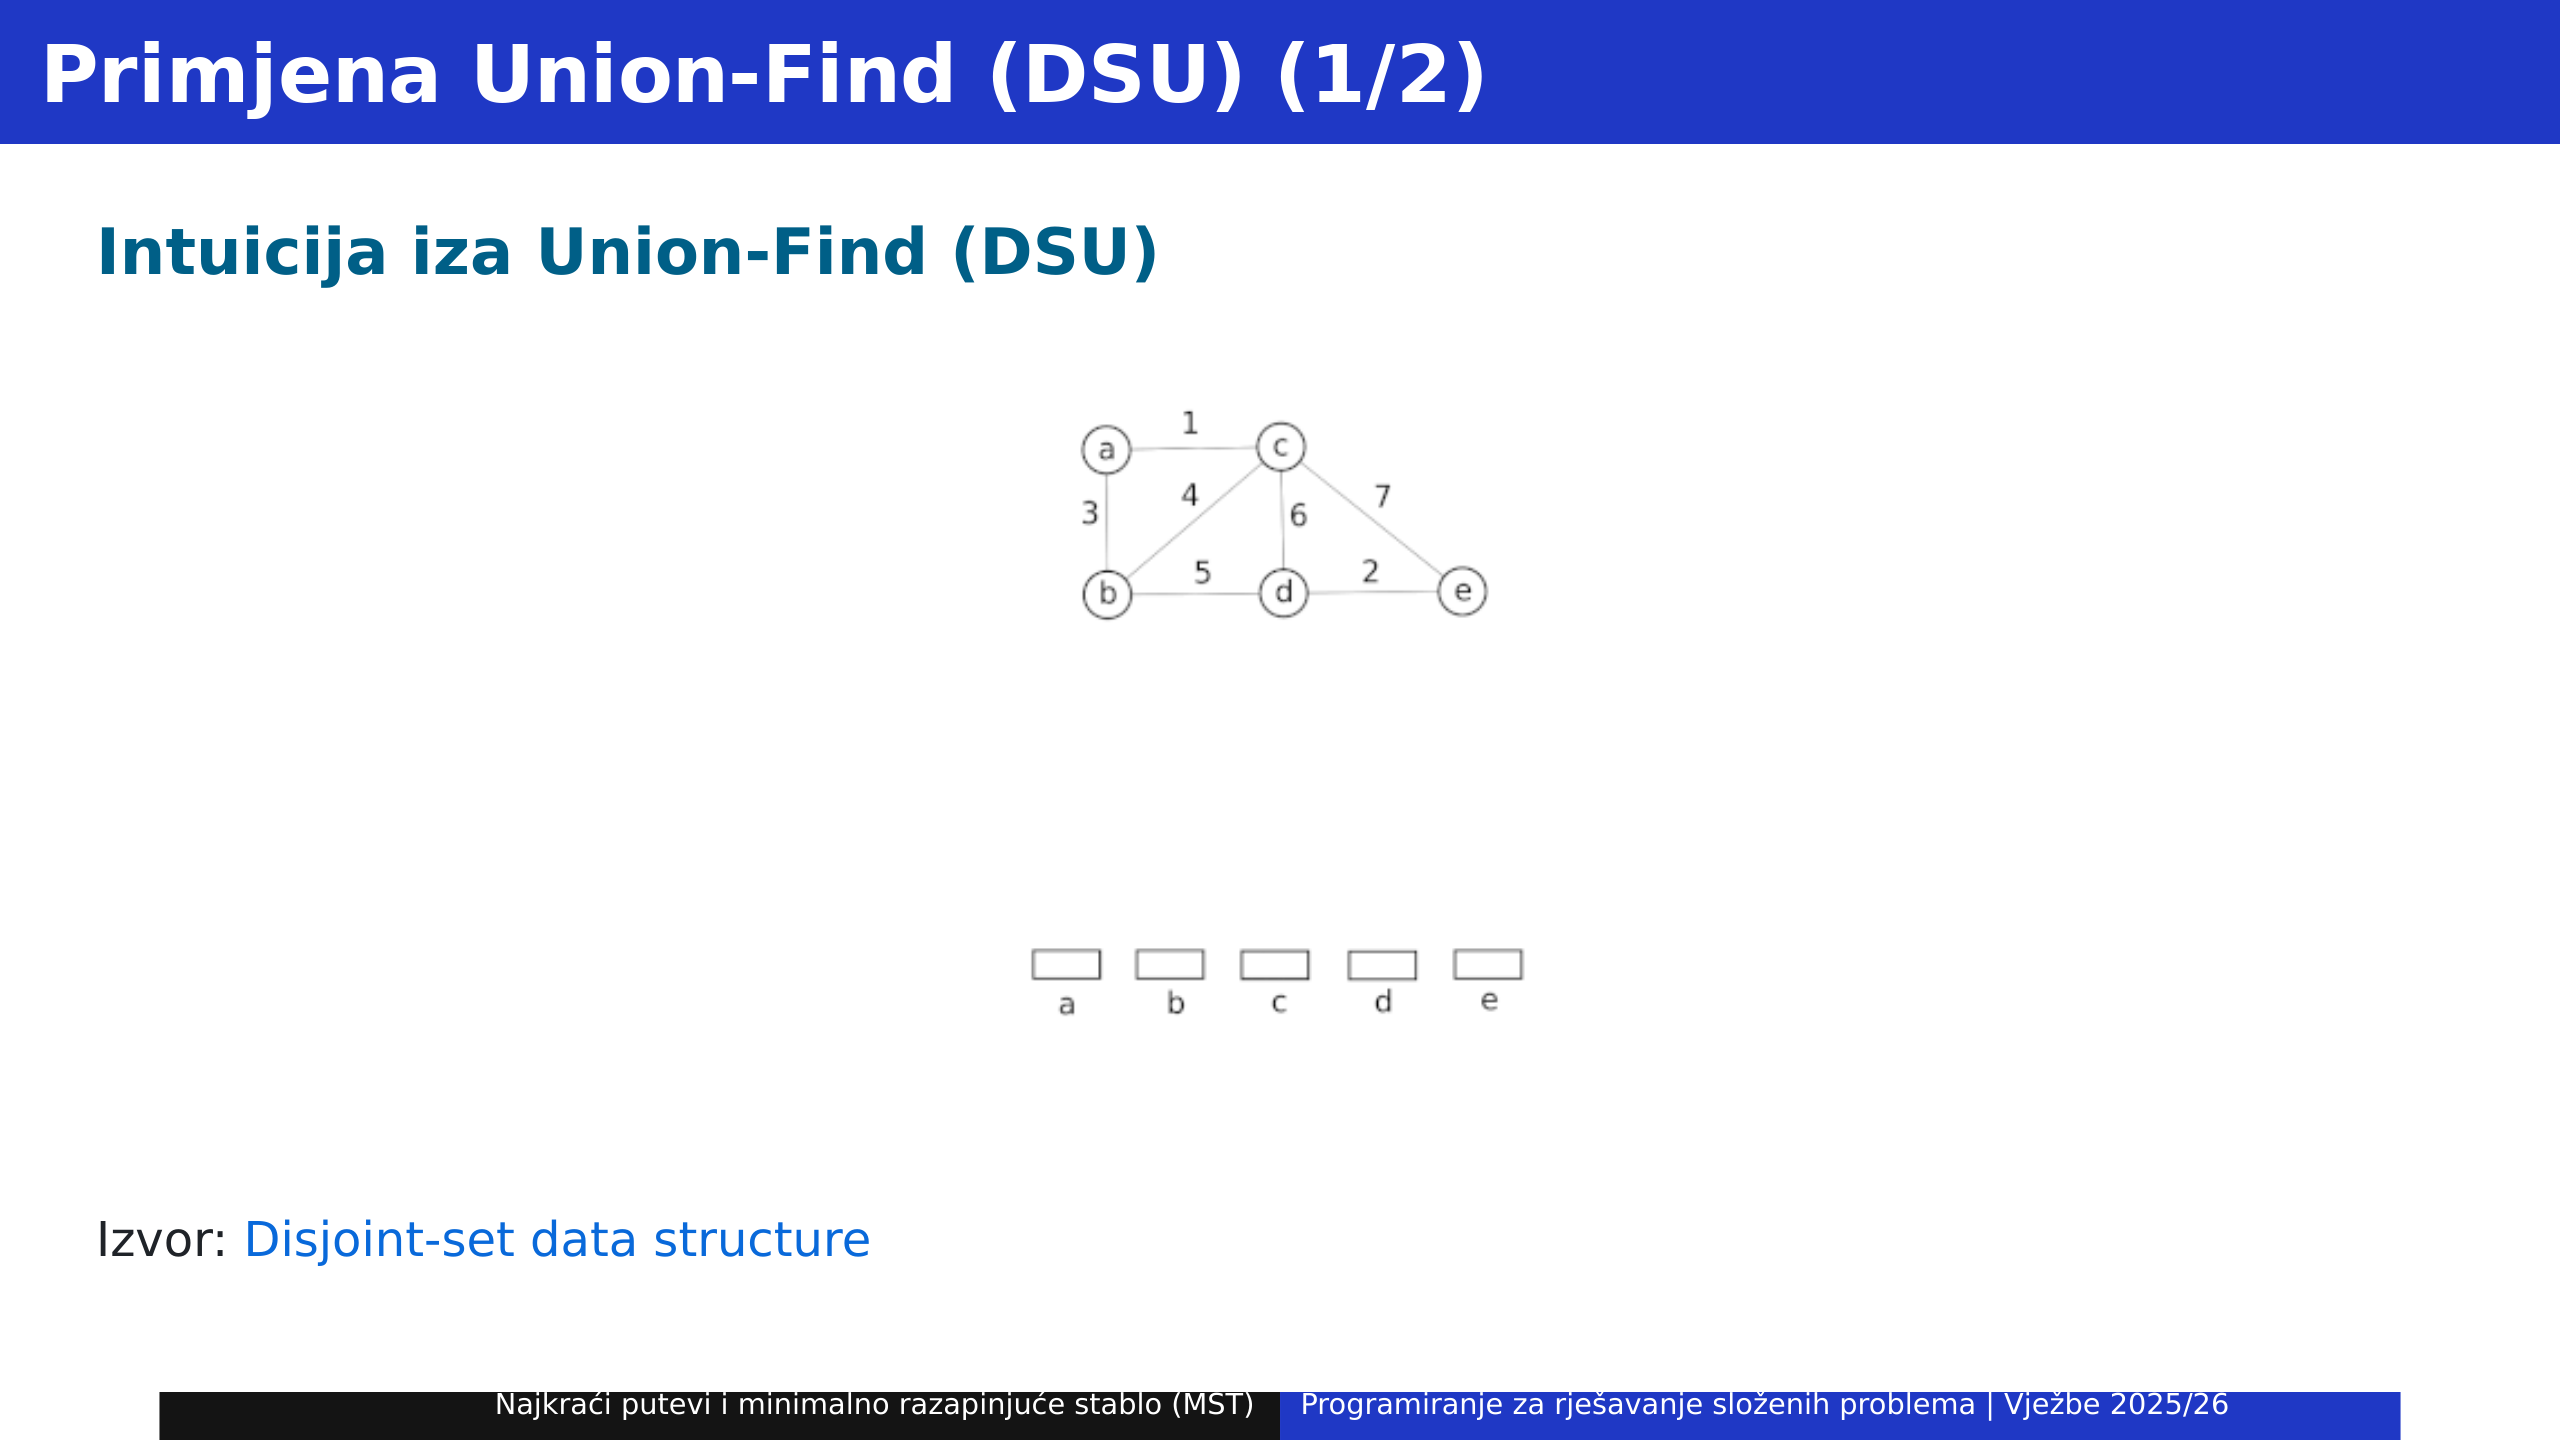 Primjena Union-Find (DSU) (1/2)
Intuicija iza Union-Find (DSU)
1
a
c
3
4
6
7
b
5
d
2
e
a b c d e
Izvor: Disjoint-set data structure
Najkraći putevi i minimalno razapinjuće stablo (MST)
Programiranje za rješavanje složenih problema | Vježbe 2025/26